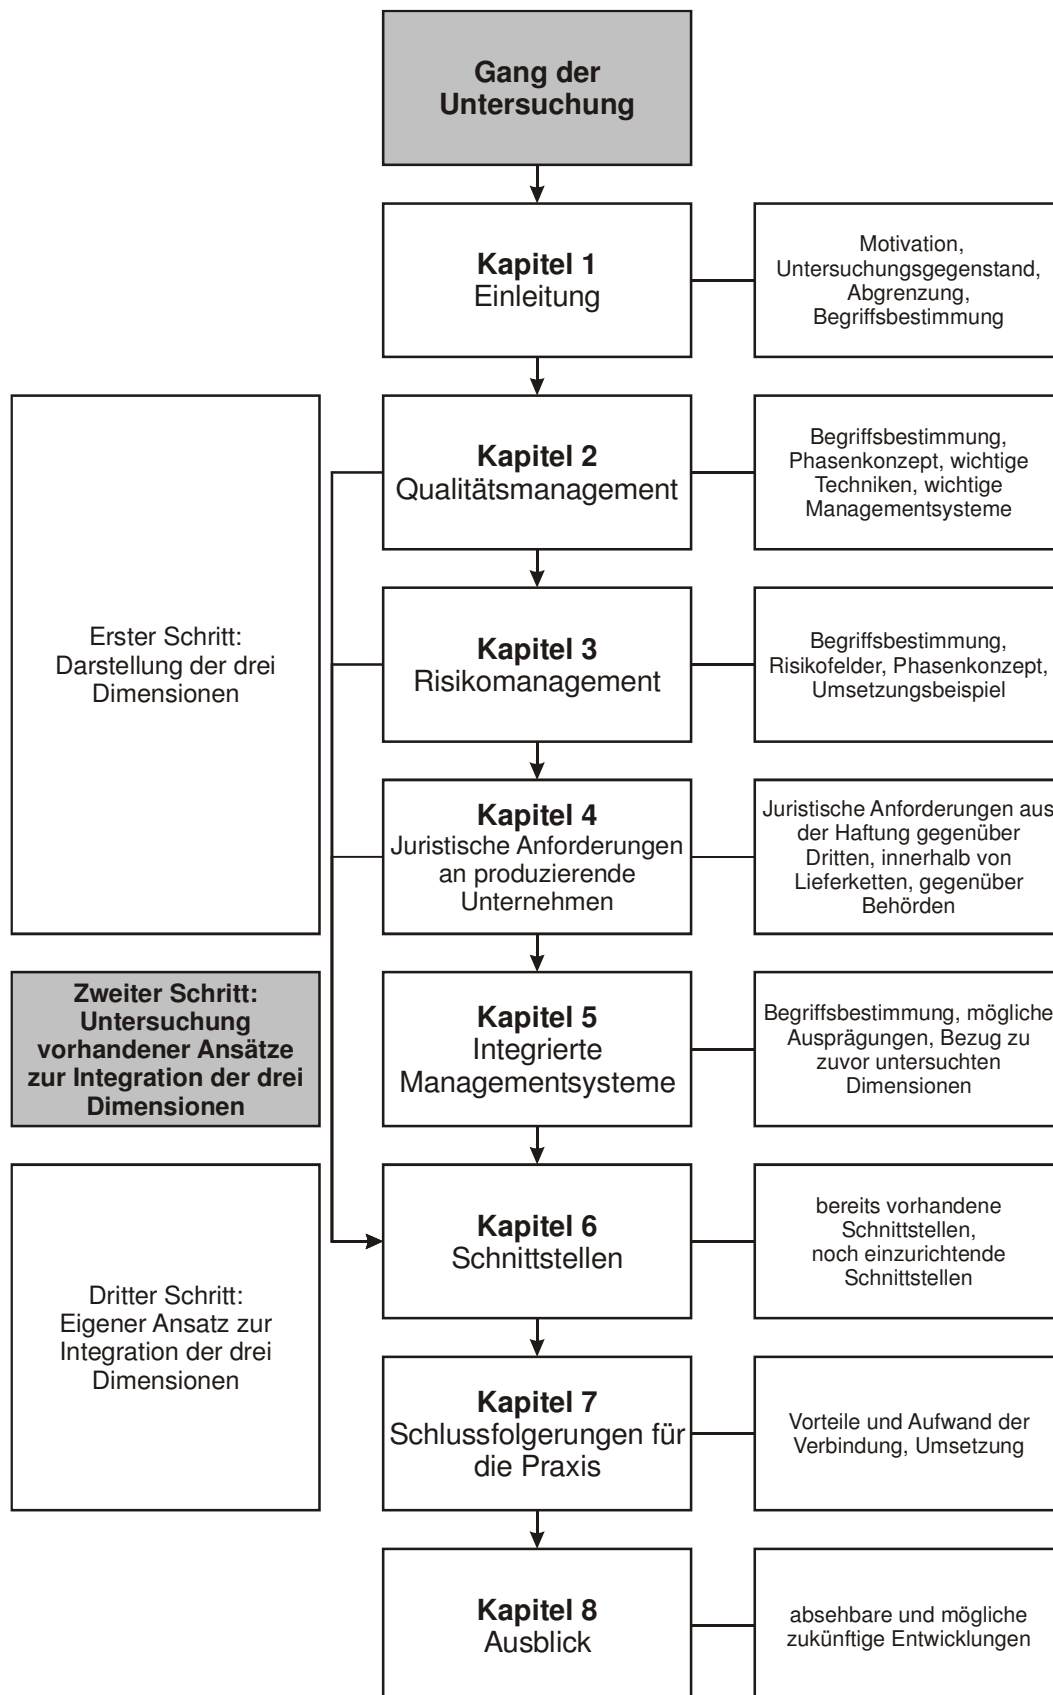 Gang der
Untersuchung
Kapitel 1
Einleitung
Motivation,
Untersuchungsgegenstand,
Abgrenzung,
Begriffsbestimmung
Erster Schritt:
Darstellung der drei
Dimensionen
Kapitel 2
Qualitätsmanagement
Begriffsbestimmung,
Phasenkonzept, wichtige
Techniken, wichtige
Managementsysteme
Kapitel 3
Risikomanagement
Begriffsbestimmung,
Risikofelder, Phasenkonzept,
Umsetzungsbeispiel
Kapitel 4
Juristische Anforderungen
an produzierende
Unternehmen
Juristische Anforderungen aus
der Haftung gegenüber
Dritten, innerhalb von
Lieferketten, gegenüber
Behörden
Zweiter Schritt:
Untersuchung
vorhandener Ansätze
zur Integration der drei
Dimensionen
Kapitel 5
Integrierte
Managementsysteme
Begriffsbestimmung, mögliche
Ausprägungen, Bezug zu
zuvor untersuchten
Dimensionen
Dritter Schritt:
Eigener Ansatz zur
Integration der drei
Dimensionen
Kapitel 6
Schnittstellen
bereits vorhandene
Schnittstellen,
noch einzurichtende
Schnittstellen
Kapitel 7
Schlussfolgerungen für
die Praxis
Vorteile und Aufwand der
Verbindung, Umsetzung
Kapitel 8
Ausblick
absehbare und mögliche
zukünftige Entwicklungen